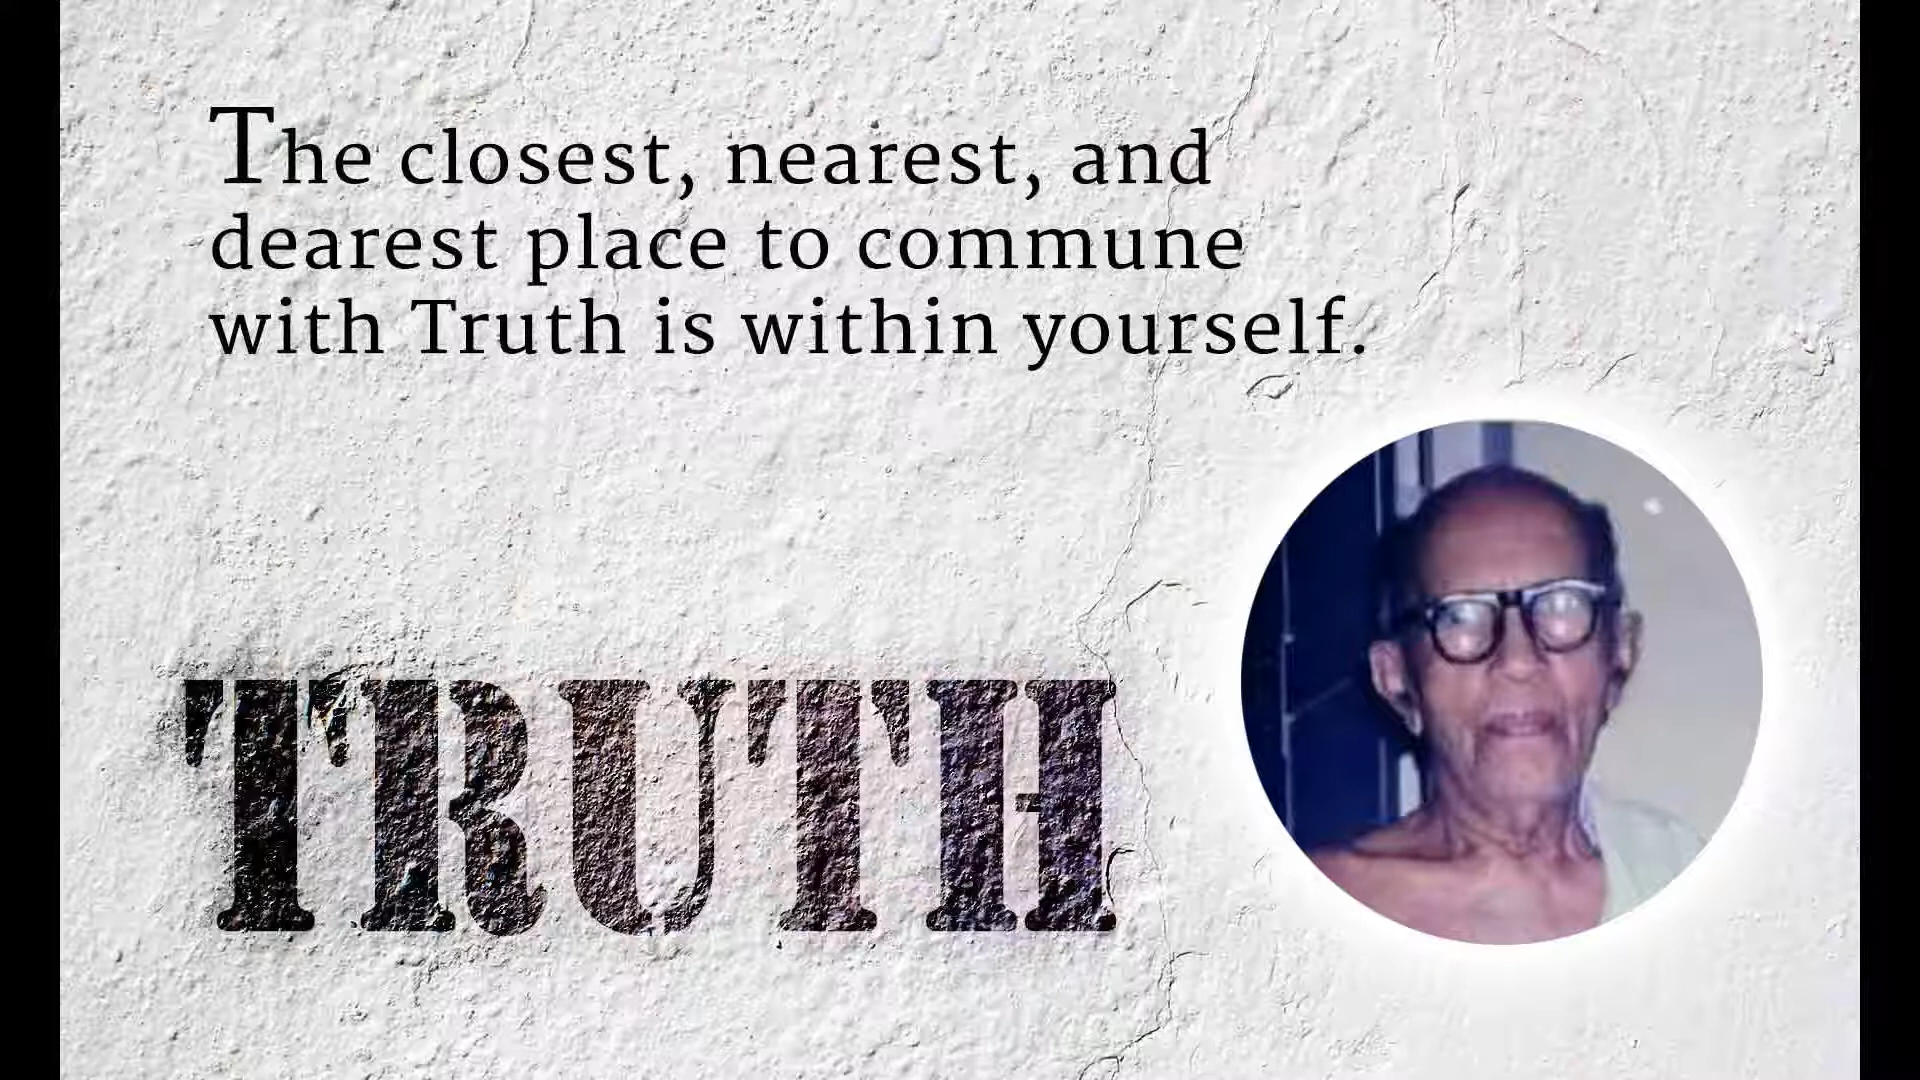 The closest, nearest, and
dearest place to commune
with Truth is within yourself.
TRUTH